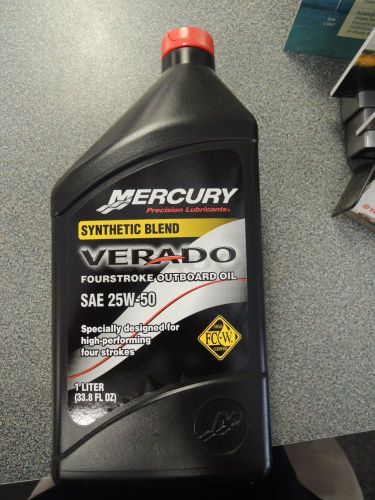 MERCURY
Precision Lubricants®
SYNTHETIC BLEND
VERADO
FOURSTROKE OUTBOARD OIL
SAE 25W-50
Specially designed for
high-performing
four strokes
FC-W
1 LITER
(33.8 FL OZ)